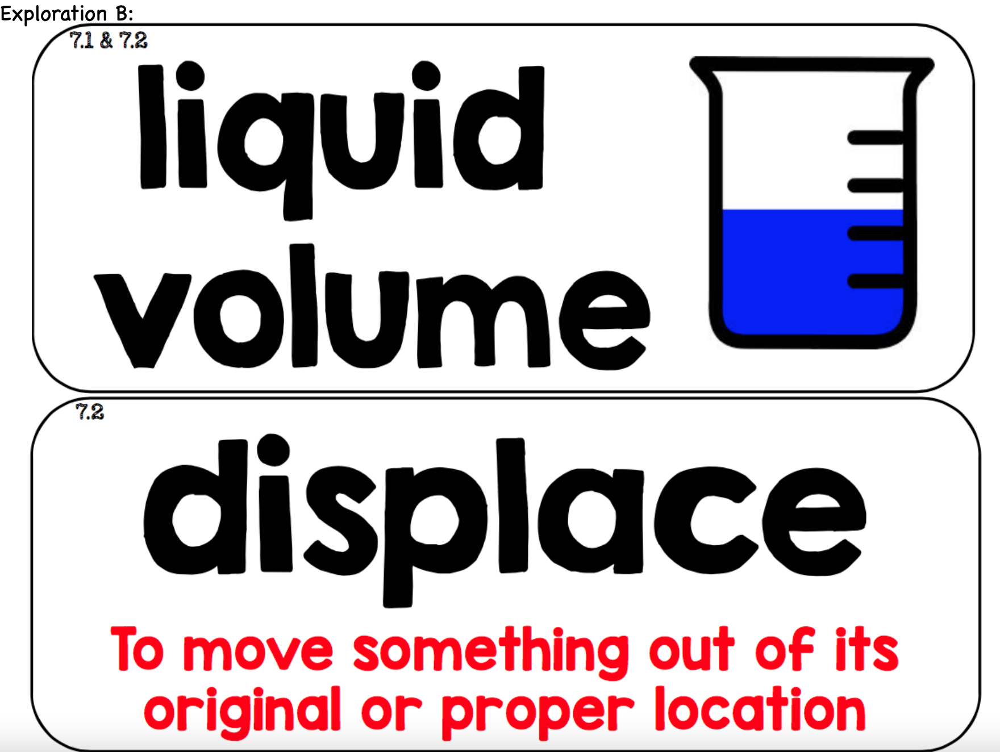 Exploration B:
7.1 & 7.2
liquid
volume
7.2
displace
To move something out of its
original or proper location